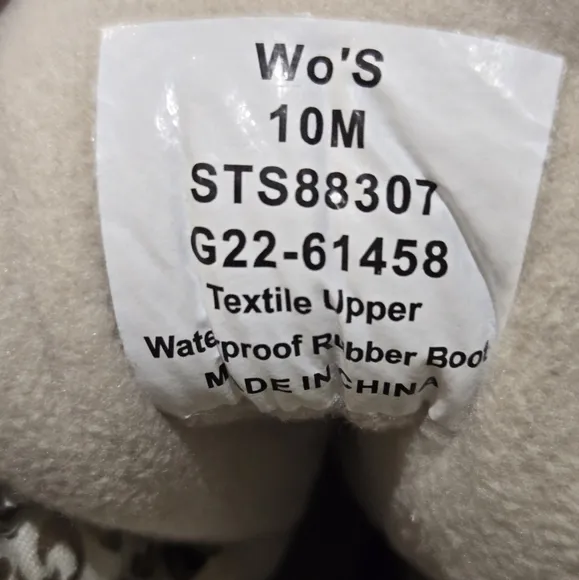 Wo'S
10M
STS88307
G22-61458
Textile Upper
Waterproof Rubber Boot
MADE IN CHINA